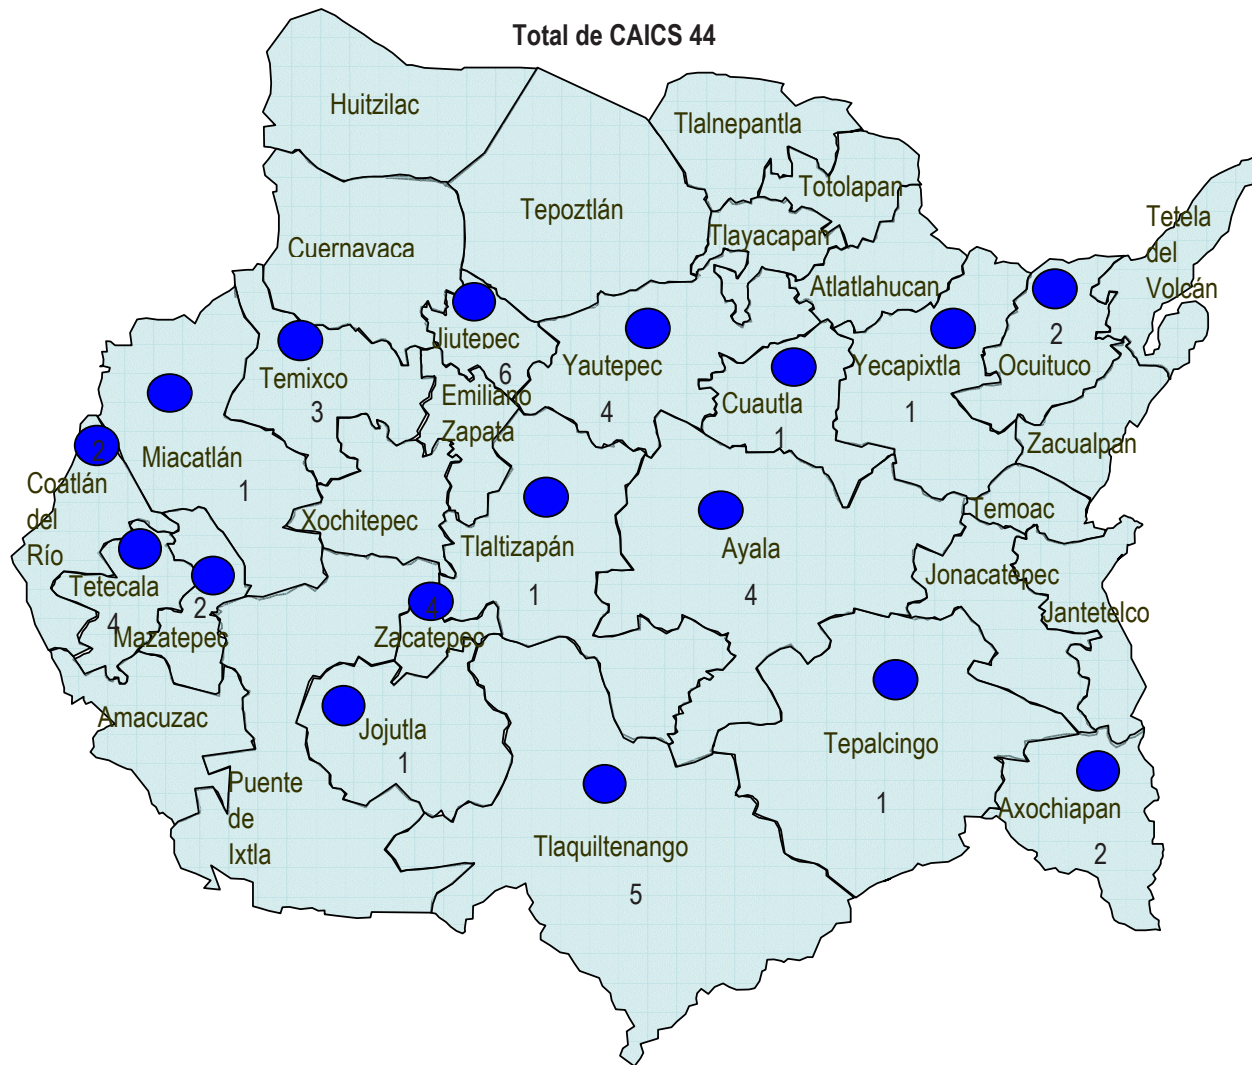 Total de CAICS 44
Huitzilac
Tlalnepantla
Totolapan
Tepoztlán
Tlayacapan
Tetela
del
Volcán
Cuernavaca
Atlatlahucan
Jiutepec
6
Yautepec
4
Yecapixtla
1
2
Ocuituco
Temixco
3
Emiliano
Zapata
Cuautla
1
Zacualpan
2
Miacatlán
1
Coatlán
del
Río
Xochitepec
Tlaltizapán
1
Ayala
4
Temoac
Jonacatepec
Jantetelco
Tetecala
4
2
Mazatepec
4
Zacatepec
Amacuzac
Jojutla
1
Tepalcingo
1
Puente
de
Ixtla
Tlaquiltenango
5
Axochiapan
2